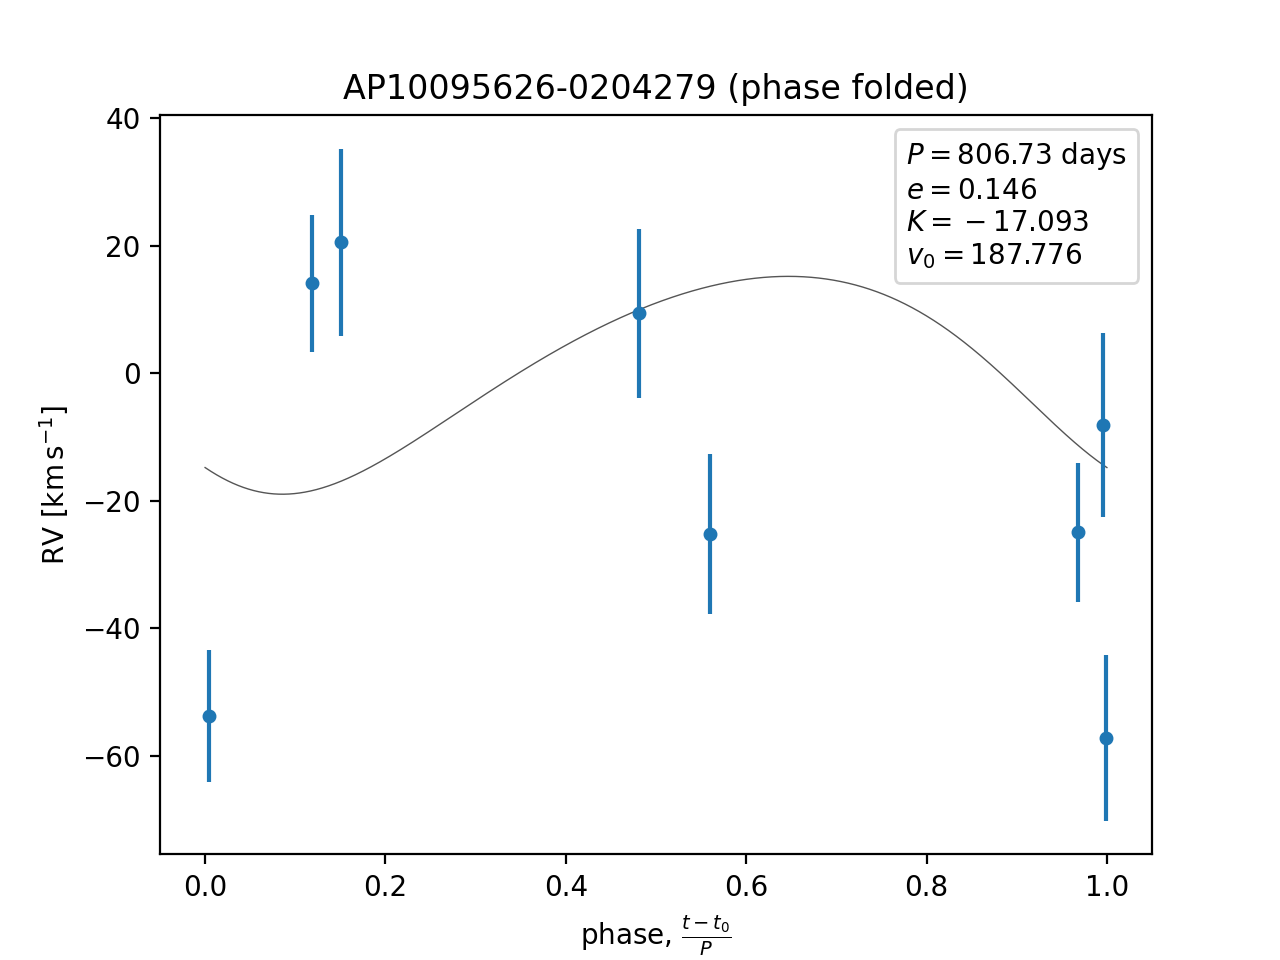 AP10095626-0204279 (phase folded)
P = 806.73 days
e = 0.146
K = −17.093
v₀ = 187.776
40
20
0
−20
−40
−60
RV [km s⁻¹]
0.0 0.2 0.4 0.6 0.8 1.0
phase, (t − t₀)/P